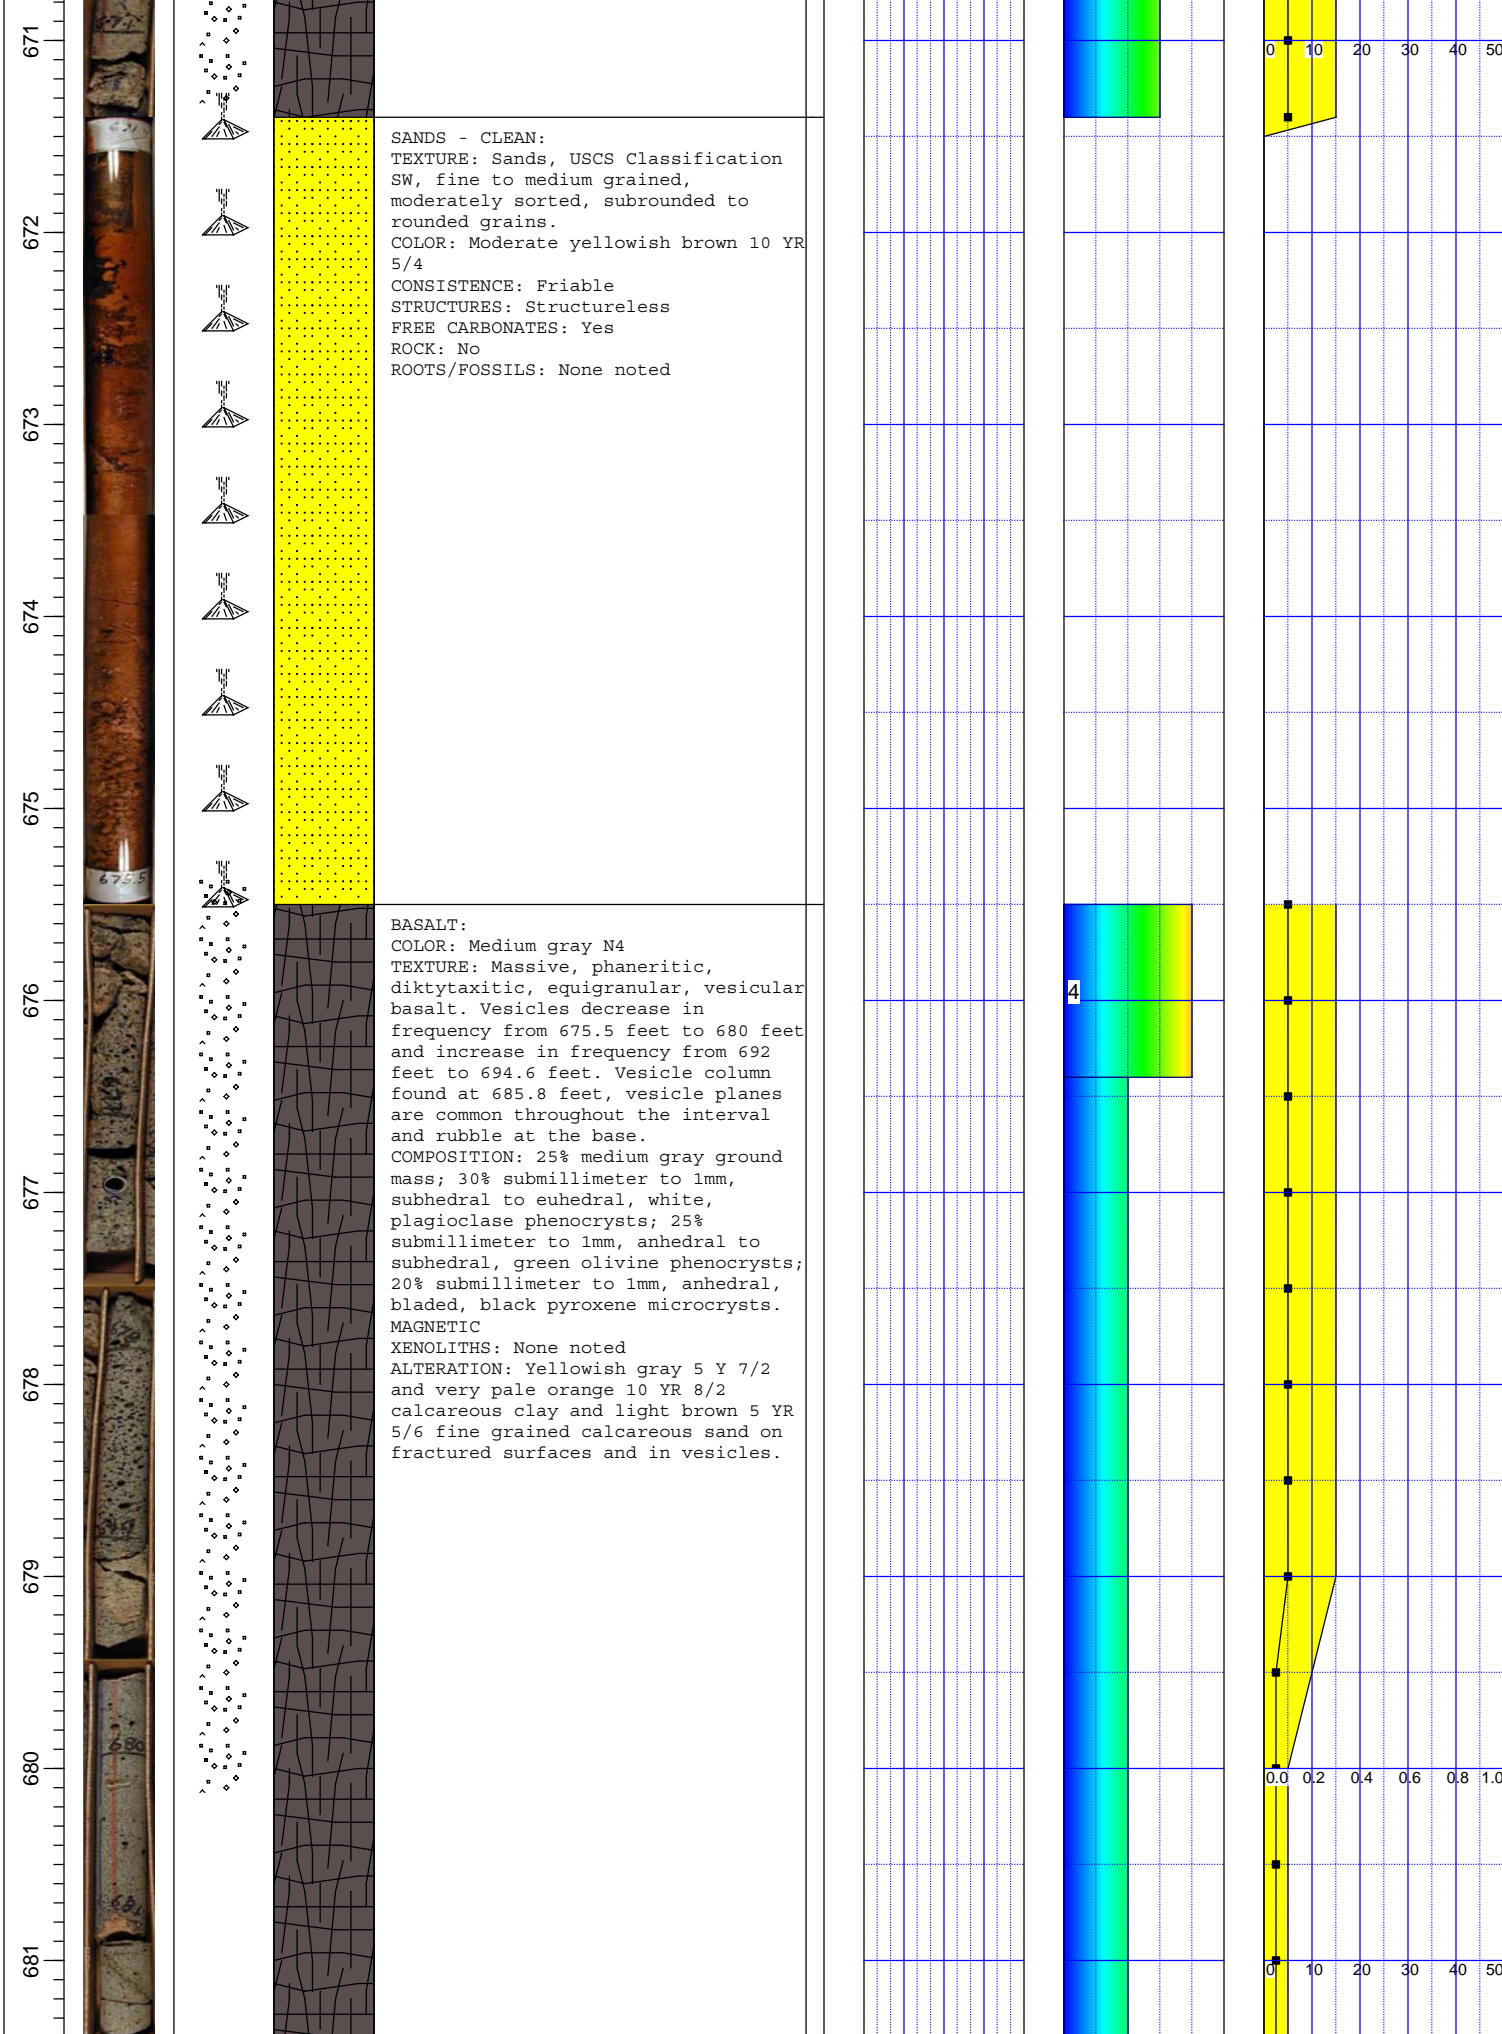 671
0 10 20 30 40 50
SANDS - CLEAN:
TEXTURE: Sands, USCS Classification
SW, fine to medium grained,
moderately sorted, subrounded to
rounded grains.
COLOR: Moderate yellowish brown 10 YR
5/4
CONSISTENCE: Friable
STRUCTURES: Structureless
FREE CARBONATES: Yes
ROCK: No
ROOTS/FOSSILS: None noted
672
673
674
675
675.5
BASALT:
COLOR: Medium gray N4
TEXTURE: Massive, phaneritic,
diktytaxitic, equigranular, vesicular
basalt. Vesicles decrease in
frequency from 675.5 feet to 680 feet
and increase in frequency from 692
feet to 694.6 feet. Vesicle column
found at 685.8 feet, vesicle planes
are common throughout the interval
and rubble at the base.
COMPOSITION: 25% medium gray ground
mass; 30% submillimeter to 1mm,
subhedral to euhedral, white,
plagioclase phenocrysts; 25%
submillimeter to 1mm, anhedral to
subhedral, green olivine phenocrysts;
20% submillimeter to 1mm, anhedral,
bladed, black pyroxene microcrysts.
MAGNETIC
XENOLITHS: None noted
ALTERATION: Yellowish gray 5 Y 7/2
and very pale orange 10 YR 8/2
calcareous clay and light brown 5 YR
5/6 fine grained calcareous sand on
fractured surfaces and in vesicles.
4
676
677
678
679
680
680
0.0 0.2 0.4 0.6 0.8 1.0
681
681
0 10 20 30 40 50